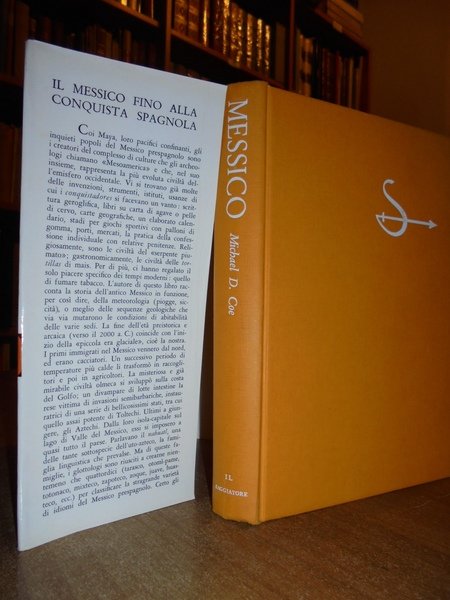 IL MESSICO FINO ALLA
CONQUISTA SPAGNOLA
Coi Maya, loro pacifici confinanti, gli
inquieti popoli del Messico prespagnolo sono
i creatori del complesso di culture che gli archeo-
logi chiamano «Mesoamerica» e che, nel suo
insieme, rappresenta la più evoluta civiltà del-
l'emisfero occidentale. Vi si trovano già molte
delle invenzioni, strumenti, istituti, usanze di
cui i conquistadores si facevano un vanto: scrit-
tura geroglifica, libri su carta di agave o pelle
di cervo, carte geografiche, un elaborato calen-
dario, stadi per giochi sportivi con palloni di
gomma, porti, mercati, la pratica della confes-
sione individuale con relative penitenze. Reli-
giosamente, sono le civiltà del «serpente piu-
mato»; gastronomicamente, le civiltà delle tor-
tillas di mais. Per di più, ci hanno regalato il
solo piacere specifico dei tempi moderni: quello
di fumare tabacco. L'autore di questo libro rac-
conta la storia dell'antico Messico in funzione,
per così dire, della meteorologia (piogge, sic-
cità), o meglio delle sequenze geologiche che
via via mutarono le condizioni di abitabilità
delle varie sedi. La fine dell'età preistorica e
arcaica (verso il 2000 a. C.) coincide con l'ini-
zio della «piccola era glaciale», cioè la nostra.
I primi immigrati nel Messico vennero dal nord,
ed erano cacciatori. Un successivo periodo di
temperature più calde li trasformò in raccogli-
tori e poi in agricoltori. La misteriosa e già
mirabile civiltà olmeca si sviluppò sulla costa
del Golfo; un divampare di lotte intestine la
rese vittima di invasioni semibarbariche, instau-
ratrici di una serie di bellicosissimi stati, tra cui
quello assai potente di Toltechi. Ultimi a giun-
gere, gli Aztechi. Dalla loro isola-capitale sul
lago di Valle del Messico, essi si imposero a
quasi tutto il paese. Parlavano il nahuatl, una
delle tante sottospecie dell'uto-azteco, la fami-
glia linguistica che prevalse. Ma di queste fa-
miglie, i glottologi sono riusciti a crearne nien-
temeno che quattordici (tarasco, otomi-pame,
totonaco, mixteco, zapoteco, zoque, juave, huas-
teco, ecc.) per classificare la stragrande varietà
di idiomi del Messico prespagnolo. Certo gli
MESSICO
Michael D. Coe
IL
SAGGIATORE